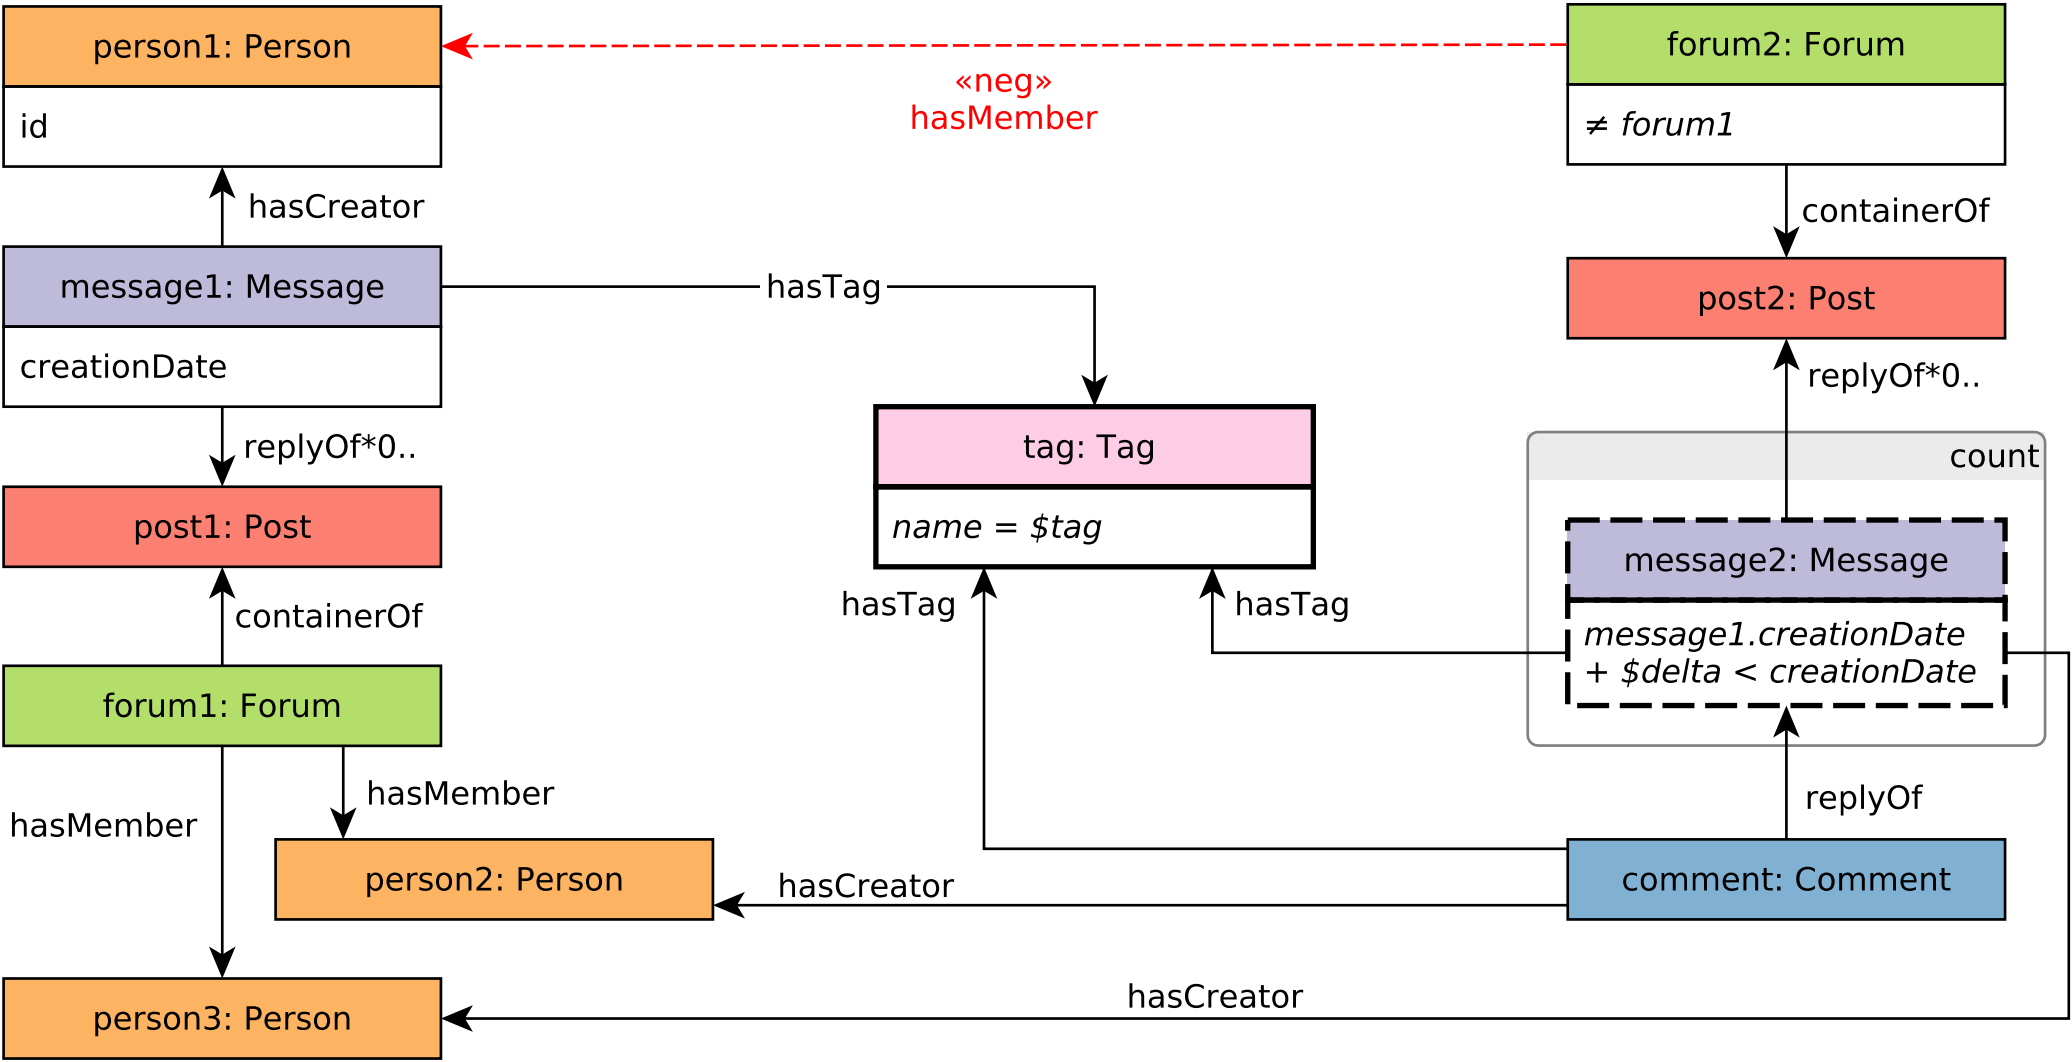 person1: Person
id
«neg»
hasMember
forum2: Forum
≠ forum1
hasCreator
containerOf
message1: Message
creationDate
hasTag
post2: Post
replyOf*0..
replyOf*0..
tag: Tag
name = $tag
count
post1: Post
message2: Message
message1.creationDate
+ $delta < creationDate
hasTag
hasTag
containerOf
forum1: Forum
hasMember
hasMember
replyOf
person2: Person
hasCreator
comment: Comment
person3: Person
hasCreator